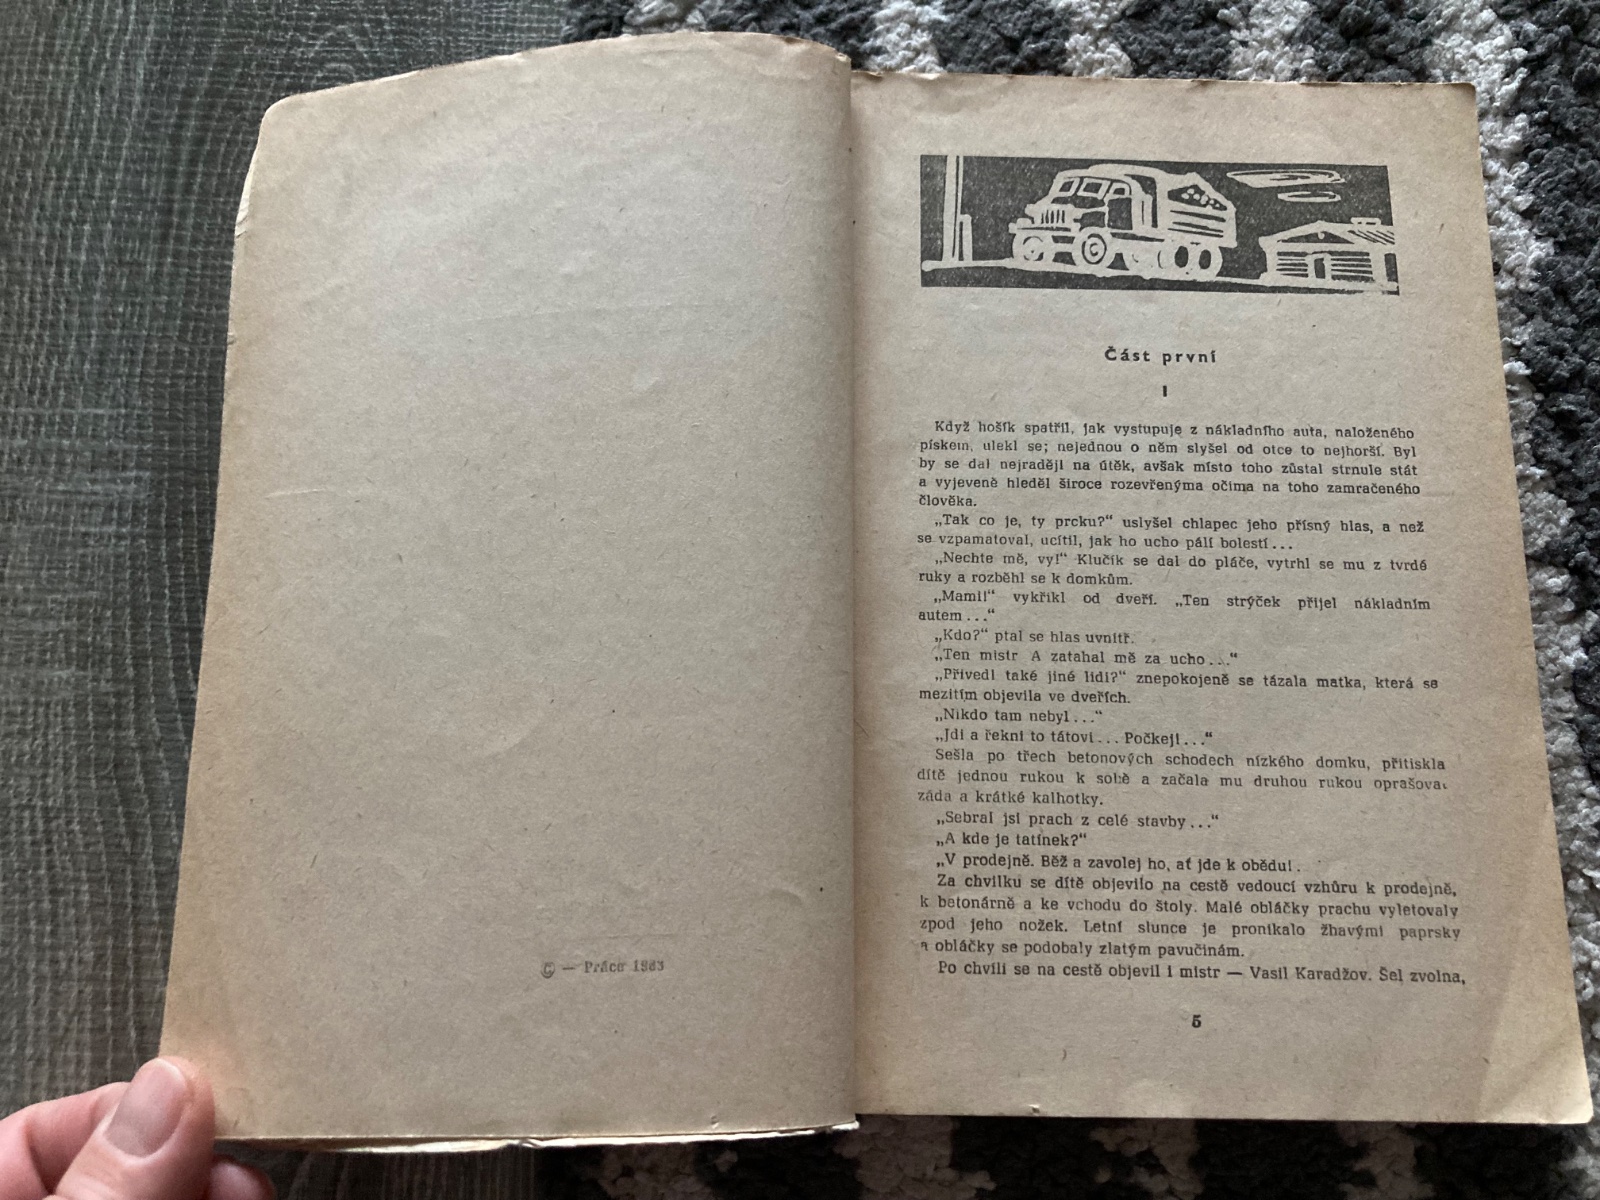 © — Práce 1963
Část první
I
Když hošík spatřil, jak vystupuje z nákladního auta, naloženého
pískem, ulekl se; nejednou o něm slyšel od otce to nejhorší. Byl
by se dal nejraději na útěk, avšak místo toho zůstal strnule stát
a vyjeveně hleděl široce rozevřenýma očima na toho zamračeného
člověka.
„Tak co je, ty prcku?“ uslyšel chlapec jeho přísný hlas, a než
se vzpamatoval, ucítil, jak ho ucho pálí bolestí...
„Nechte mě, vy!“ Klučík se dal do pláče, vytrhl se mu z tvrdé
ruky a rozběhl se k domkům.
„Mami!“ vykřikl od dveří. „Ten strýček přijel nákladním
autem...“
„Kdo?“ ptal se hlas uvnitř.
„Ten mistr A zatahal mě za ucho...“
„Přivedl také jiné lidi?“ znepokojeně se tázala matka, která se
mezitím objevila ve dveřích.
„Nikdo tam nebyl...“
„Jdi a řekni to tátovi... Počkej!...“
Sešla po třech betonových schodech nízkého domku, přitiskla
dítě jednou rukou k sobě a začala mu druhou rukou oprašovat
záda a krátké kalhotky.
„Sebral jsi prach z celé stavby...“
„A kde je tatínek?“
„V prodejně. Běž a zavolej ho, ať jde k obědu!.
Za chvilku se dítě objevilo na cestě vedoucí vzhůru k prodejně,
k betonárně a ke vchodu do štoly. Malé obláčky prachu vyletovaly
zpod jeho nožek. Letní slunce je pronikalo žhavými paprsky
a obláčky se podobaly zlatým pavučinám.
Po chvíli se na cestě objevil i mistr — Vasil Karadžov. Šel zvolna,
5